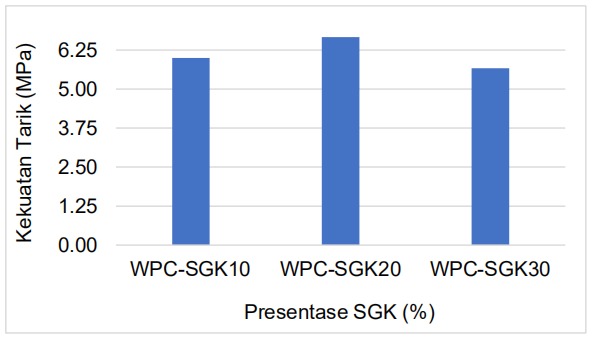 Kekuatan Tarik (MPa)
6.25
5.00
3.75
2.50
1.25
0.00
WPC-SGK10 WPC-SGK20 WPC-SGK30
Presentase SGK (%)